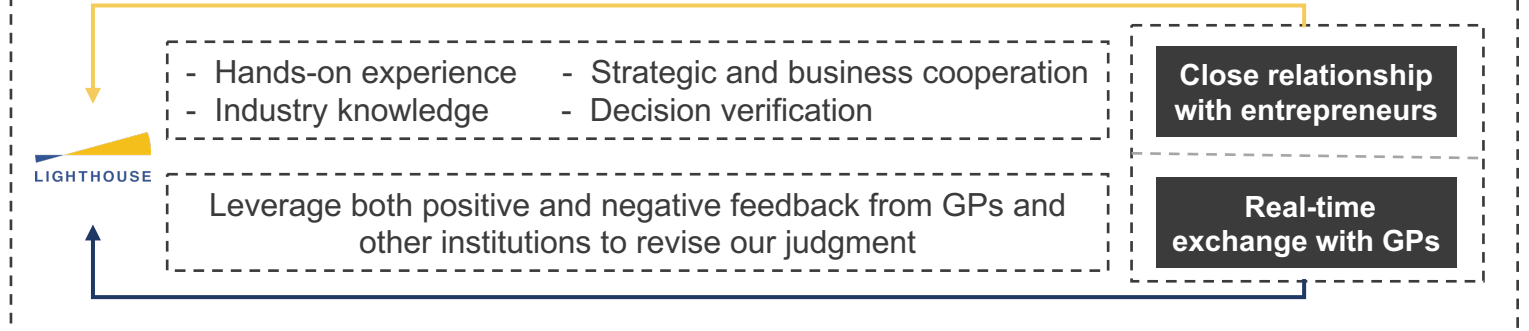 - Hands-on experience - Strategic and business cooperation
- Industry knowledge - Decision verification
Close relationship
with entrepreneurs
LIGHTHOUSE
Leverage both positive and negative feedback from GPs and
other institutions to revise our judgment
Real-time
exchange with GPs